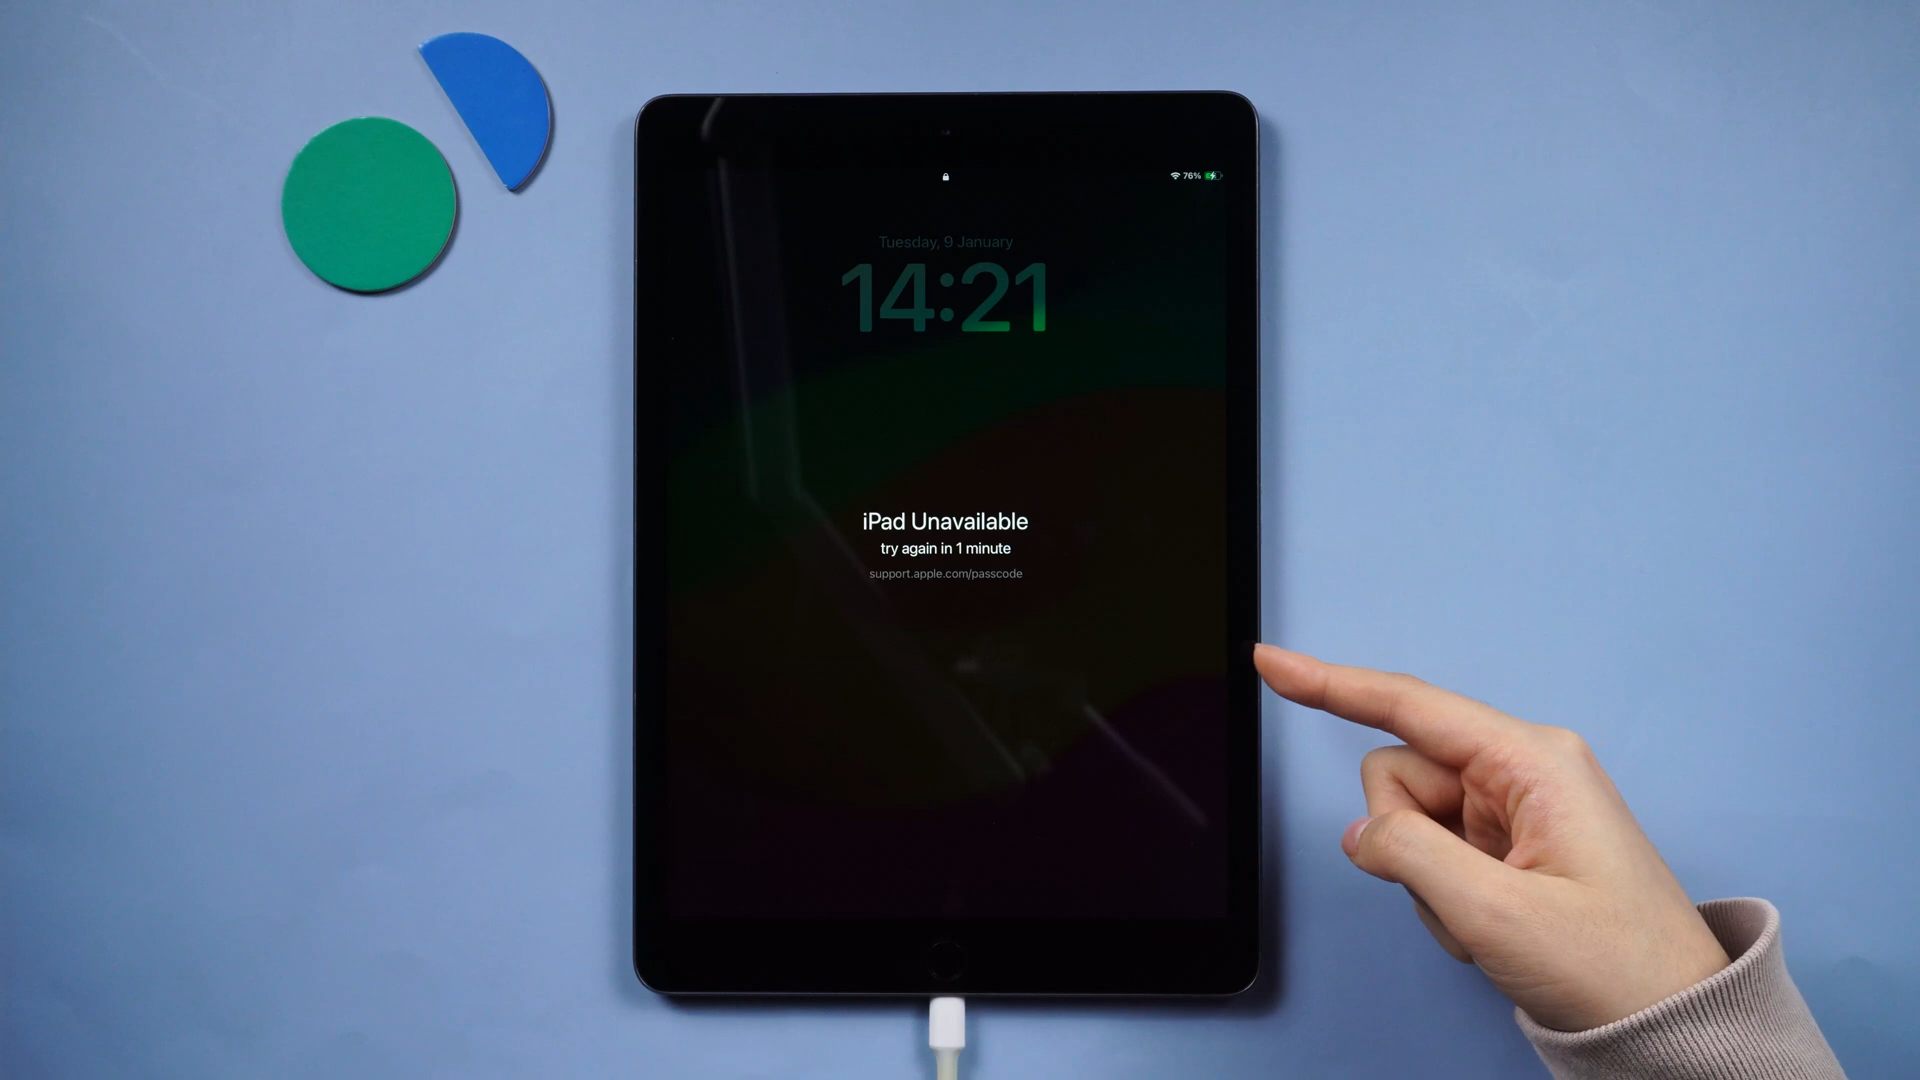 76%
Tuesday, 9 January
14:21
iPad Unavailable
try again in 1 minute
support.apple.com/passcode